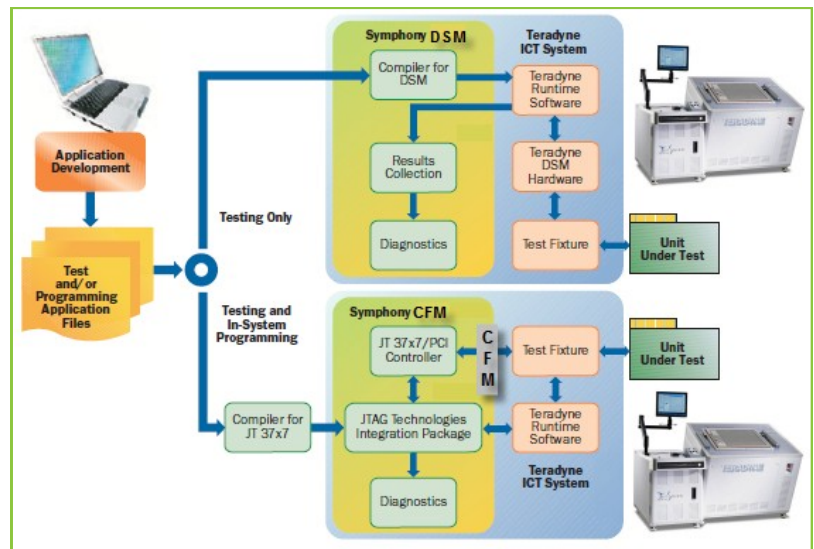 Symphony DSM
Teradyne
ICT System
Compiler for
DSM
Teradyne
Runtime
Software
TERADYNE
Application
Development
Results
Collection
Teradyne
DSM
Hardware
Testing Only
Diagnostics
Test Fixture
Unit
Under Test
Test
and/or
Programming
Application
Files
Testing and
In-System
Programming
Symphony CFM
JT 37x7/PCI
Controller
C
F
M
Test Fixture
Unit
Under Test
Compiler for
JT 37x7
JTAG Technologies
Integration Package
Teradyne
Runtime
Software
Diagnostics
Teradyne
ICT System